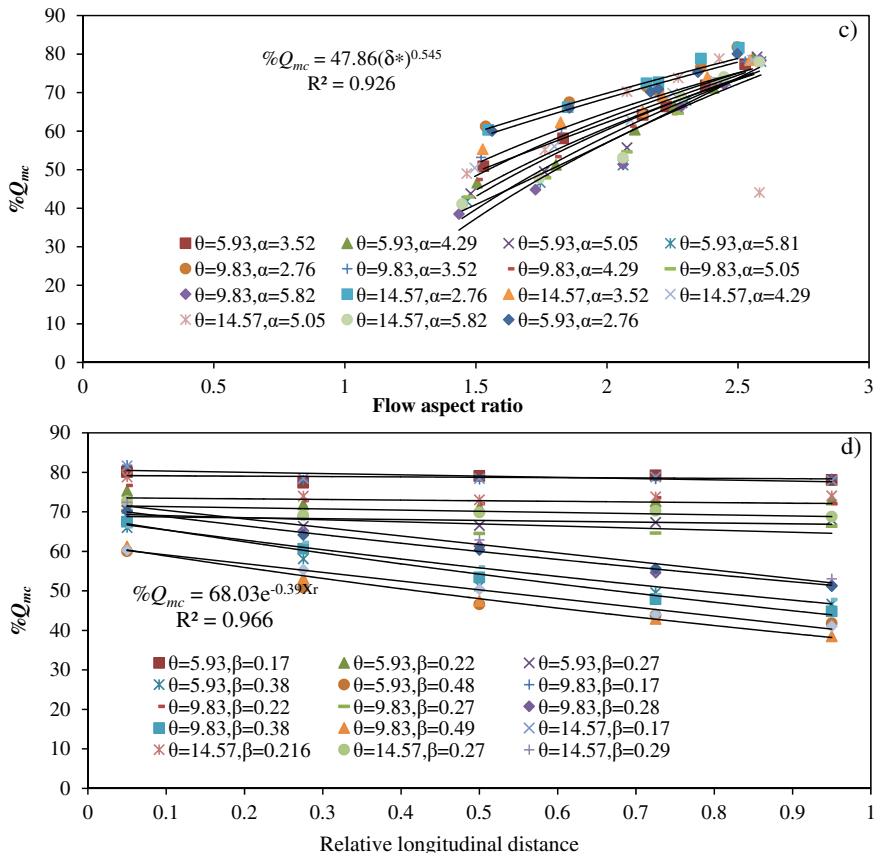 c)
90
80
70
60
50
40
30
20
10
0
%Qmc
%Qmc = 47.86(δ*)^0.545
R² = 0.926
θ=5.93,α=3.52 θ=5.93,α=4.29 θ=5.93,α=5.05 θ=5.93,α=5.81
θ=9.83,α=2.76 θ=9.83,α=3.52 θ=9.83,α=4.29 θ=9.83,α=5.05
θ=9.83,α=5.82 θ=14.57,α=2.76 θ=14.57,α=3.52 θ=14.57,α=4.29
θ=14.57,α=5.05 θ=14.57,α=5.82 θ=5.93,α=2.76
0 0.5 1 1.5 2 2.5 3
Flow aspect ratio
d)
90
80
70
60
50
40
30
20
10
0
%Qmc
%Qmc = 68.03e^-0.39Xr
R² = 0.966
θ=5.93,β=0.17 θ=5.93,β=0.22 θ=5.93,β=0.27
θ=5.93,β=0.38 θ=5.93,β=0.48 θ=9.83,β=0.17
θ=9.83,β=0.22 θ=9.83,β=0.27 θ=9.83,β=0.28
θ=9.83,β=0.38 θ=9.83,β=0.49 θ=14.57,β=0.17
θ=14.57,β=0.216 θ=14.57,β=0.27 θ=14.57,β=0.29
0 0.1 0.2 0.3 0.4 0.5 0.6 0.7 0.8 0.9 1
Relative longitudinal distance